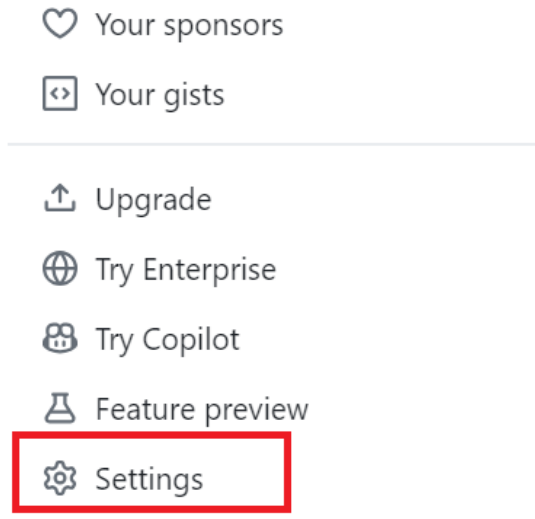 Your sponsors
Your gists
Upgrade
Try Enterprise
Try Copilot
Feature preview
Settings